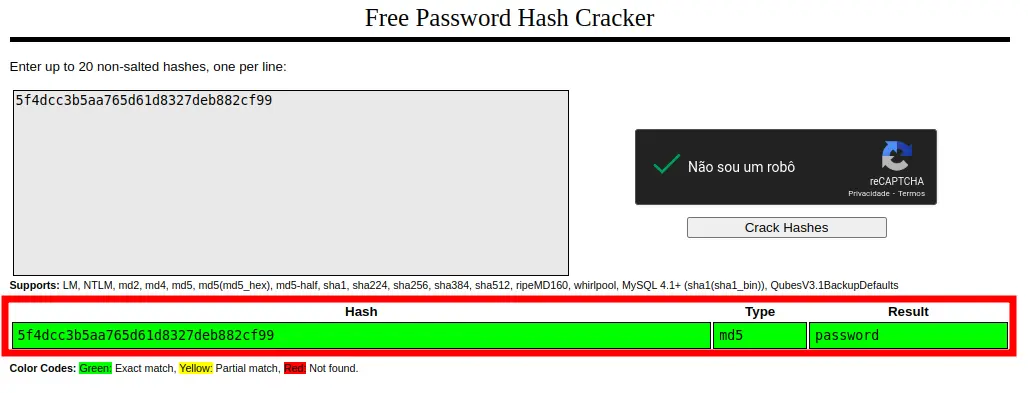 Free Password Hash Cracker
Enter up to 20 non-salted hashes, one per line:
5f4dcc3b5aa765d61d8327deb882cf99
Não sou um robô
reCAPTCHA
Privacidade - Termos
Crack Hashes
Supports: LM, NTLM, md2, md4, md5, md5(md5_hex), md5-half, sha1, sha224, sha256, sha384, sha512, ripeMD160, whirlpool, MySQL 4.1+ (sha1(sha1_bin)), QubesV3.1BackupDefaults
Hash Type Result
5f4dcc3b5aa765d61d8327deb882cf99 md5 password
Color Codes: Green: Exact match, Yellow: Partial match, Red: Not found.